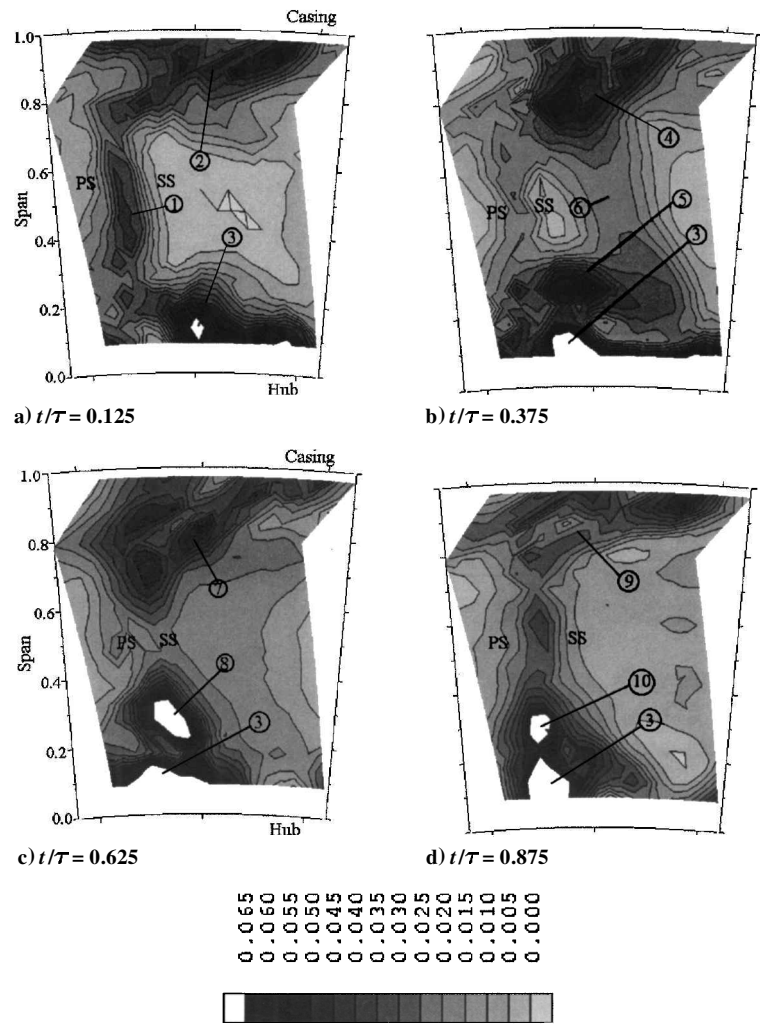 Casing
1.0
0.8
0.6
0.4
0.2
0.0
Span
PS
SS
1
2
3
Hub
a) t/τ = 0.125
PS
SS
4
5
6
3
b) t/τ = 0.375
Casing
1.0
0.8
0.6
0.4
0.2
0.0
Span
PS
SS
7
8
3
Hub
c) t/τ = 0.625
PS
SS
9
10
3
d) t/τ = 0.875
0.065
0.060
0.055
0.050
0.045
0.040
0.035
0.030
0.025
0.020
0.015
0.010
0.005
0.000